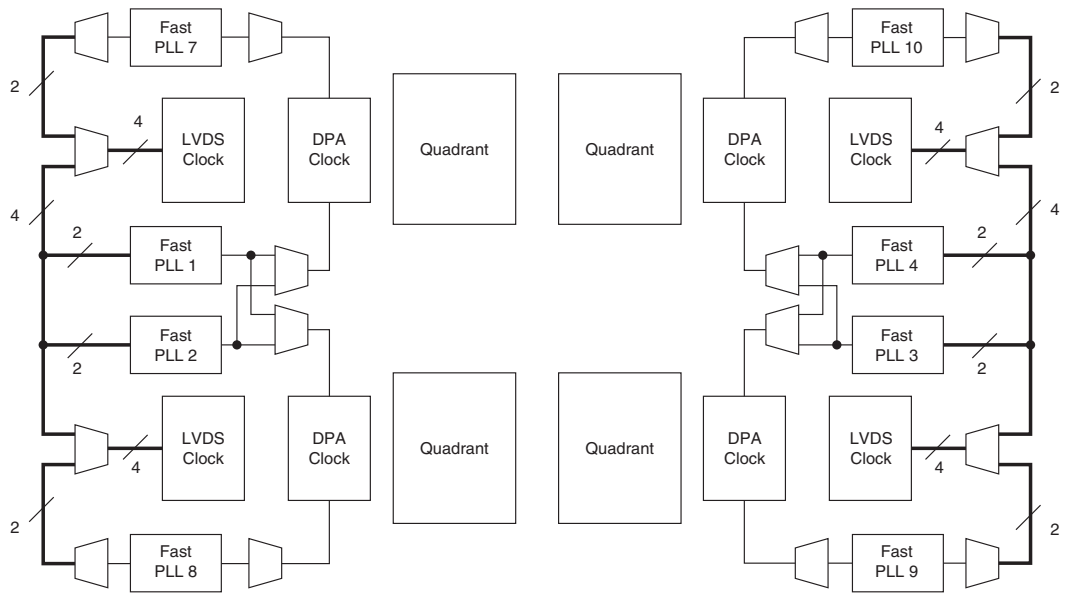 Fast
PLL 7
Fast
PLL 10
2
2
4
LVDS
Clock
DPA
Clock
Quadrant
Quadrant
DPA
Clock
LVDS
Clock
4
4
4
2
Fast
PLL 1
Fast
PLL 4
2
Fast
PLL 2
2
Fast
PLL 3
2
LVDS
Clock
4
DPA
Clock
Quadrant
Quadrant
DPA
Clock
LVDS
Clock
4
2
2
Fast
PLL 8
Fast
PLL 9